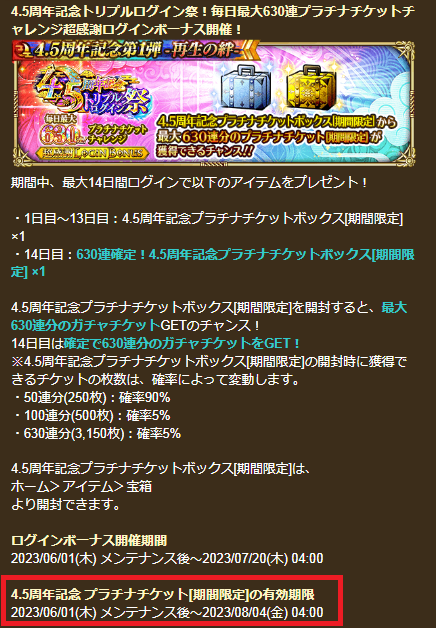 4.5周年記念トリプルログイン祭！毎日最大630連プラチナチケットチ
ャレンジ超感謝ログインボーナス開催！
4.5周年記念第1弾 -再生の絆-
4.5周年
トリプル
ログイン祭
毎日最大
630連
プラチナチケット
チャレンジ
4.5周年記念プラチナチケットボックス[期間限定]から
最大630連分のプラチナチケット[期間限定]が
獲得できるチャンス!!
期間中、最大14日間ログインで以下のアイテムをプレゼント！
・1日目～13日目：4.5周年記念プラチナチケットボックス[期間限定]
×1
・14日目：630連確定！4.5周年記念プラチナチケットボックス[期間限
定] ×1
4.5周年記念プラチナチケットボックス[期間限定]を開封すると、最大
630連分のガチャチケットGETのチャンス！
14日目は確定で630連分のガチャチケットをGET！
※4.5周年記念プラチナチケットボックス[期間限定]の開封時に獲得で
きるチケットの枚数は、確率によって変動します。
・50連分(250枚)：確率90%
・100連分(500枚)：確率5%
・630連分(3,150枚)：確率5%
4.5周年記念プラチナチケットボックス[期間限定]は、
ホーム＞アイテム＞宝箱
より開封できます。
ログインボーナス開催期間
2023/06/01(木) メンテナンス後～2023/07/20(木) 04:00
4.5周年記念 プラチナチケット[期間限定]の有効期限
2023/06/01(木) メンテナンス後～2023/08/04(金) 04:00